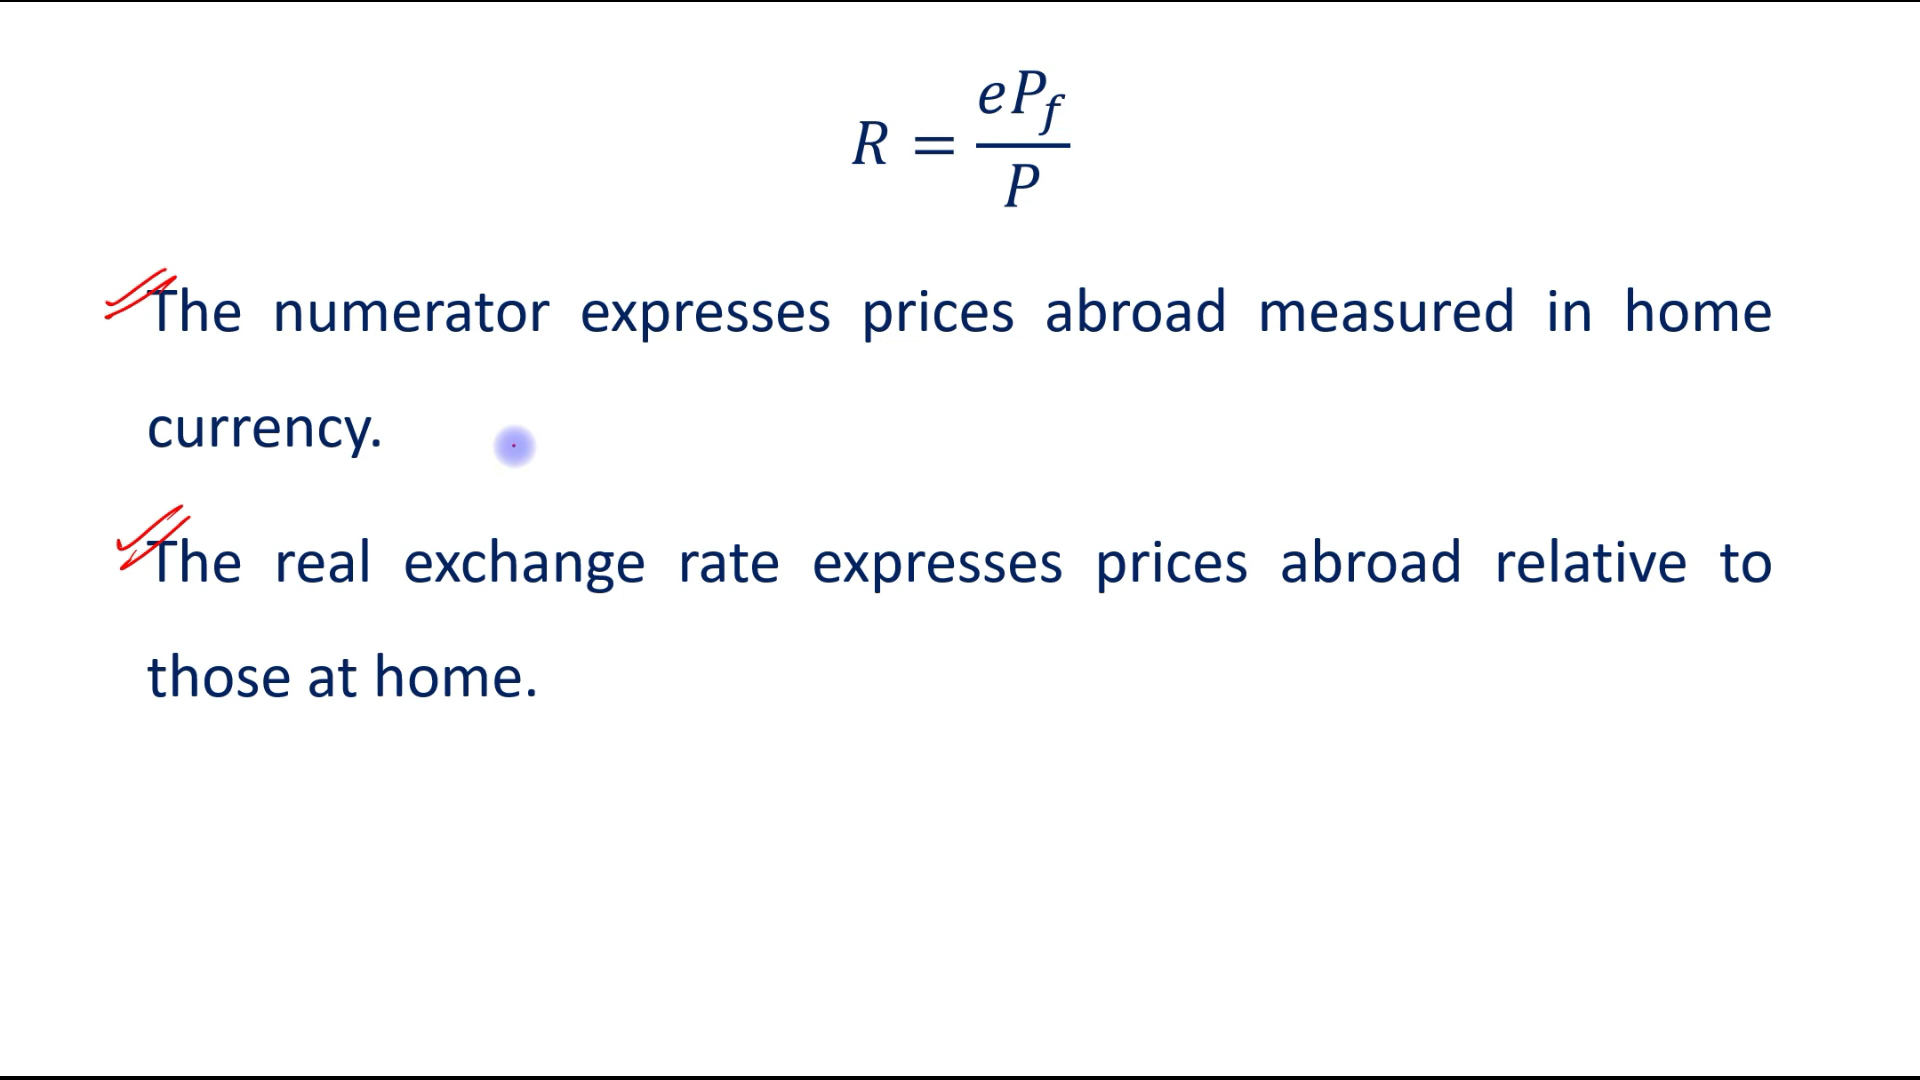 R = ePf / P
The numerator expresses prices abroad measured in home
currency.
The real exchange rate expresses prices abroad relative to
those at home.